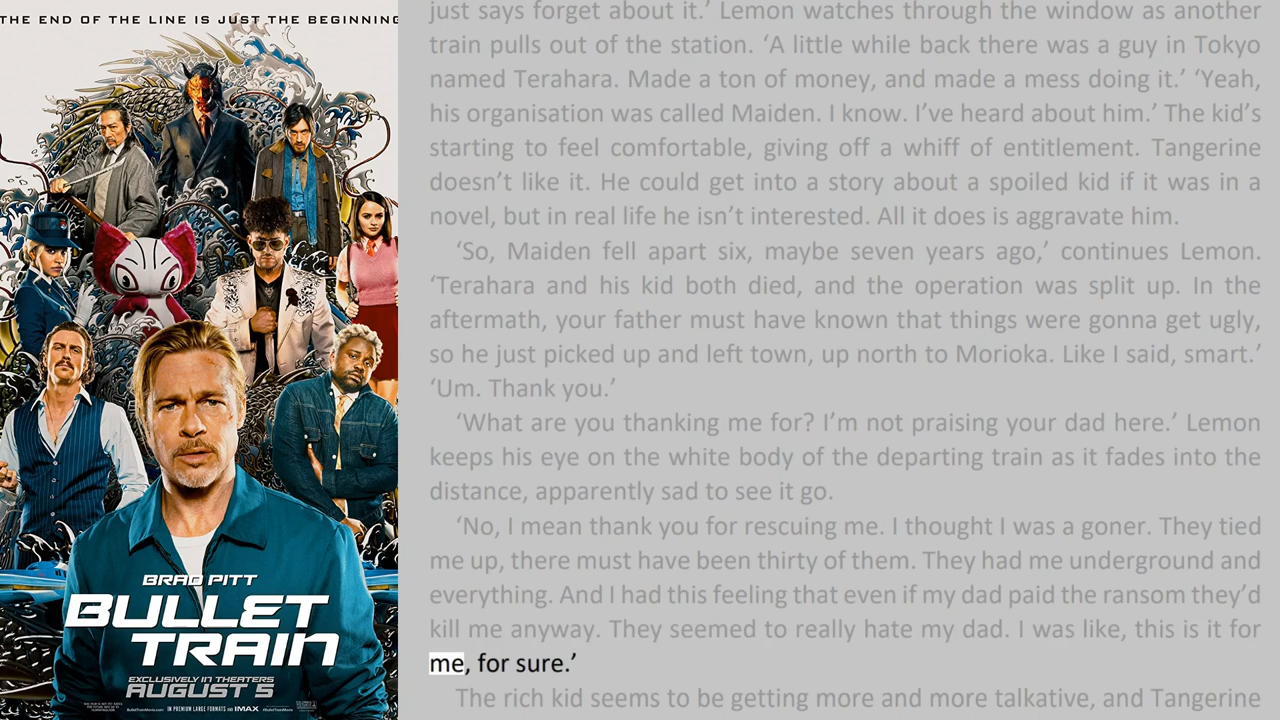 THE END OF THE LINE IS JUST THE BEGINNING
BRAD PITT
BULLET
TRAIN
EXCLUSIVELY IN THEATERS
AUGUST 5
BulletTrainMovie.com
IN PREMIUM LARGE FORMATS AND IMAX
#BulletTrainMovie
just says forget about it.’ Lemon watches through the window as another
train pulls out of the station. ‘A little while back there was a guy in Tokyo
named Terahara. Made a ton of money, and made a mess doing it.’ ‘Yeah,
his organisation was called Maiden. I know. I’ve heard about him.’ The kid’s
starting to feel comfortable, giving off a whiff of entitlement. Tangerine
doesn’t like it. He could get into a story about a spoiled kid if it was in a
novel, but in real life he isn’t interested. All it does is aggravate him.
‘So, Maiden fell apart six, maybe seven years ago,’ continues Lemon.
‘Terahara and his kid both died, and the operation was split up. In the
aftermath, your father must have known that things were gonna get ugly,
so he just picked up and left town, up north to Morioka. Like I said, smart.’
‘Um. Thank you.’
‘What are you thanking me for? I’m not praising your dad here.’ Lemon
keeps his eye on the white body of the departing train as it fades into the
distance, apparently sad to see it go.
‘No, I mean thank you for rescuing me. I thought I was a goner. They tied
me up, there must have been thirty of them. They had me underground and
everything. And I had this feeling that even if my dad paid the ransom they’d
kill me anyway. They seemed to really hate my dad. I was like, this is it for
me, for sure.’
The rich kid seems to be getting more and more talkative, and Tangerine